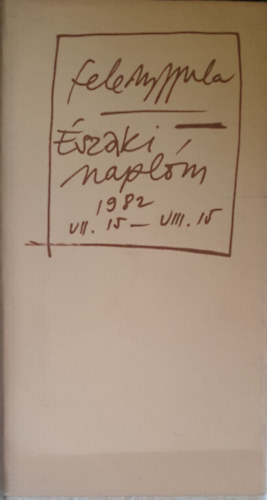 feledy gyula
Északi
naplóm
1982
VII. 15 – VIII. 15